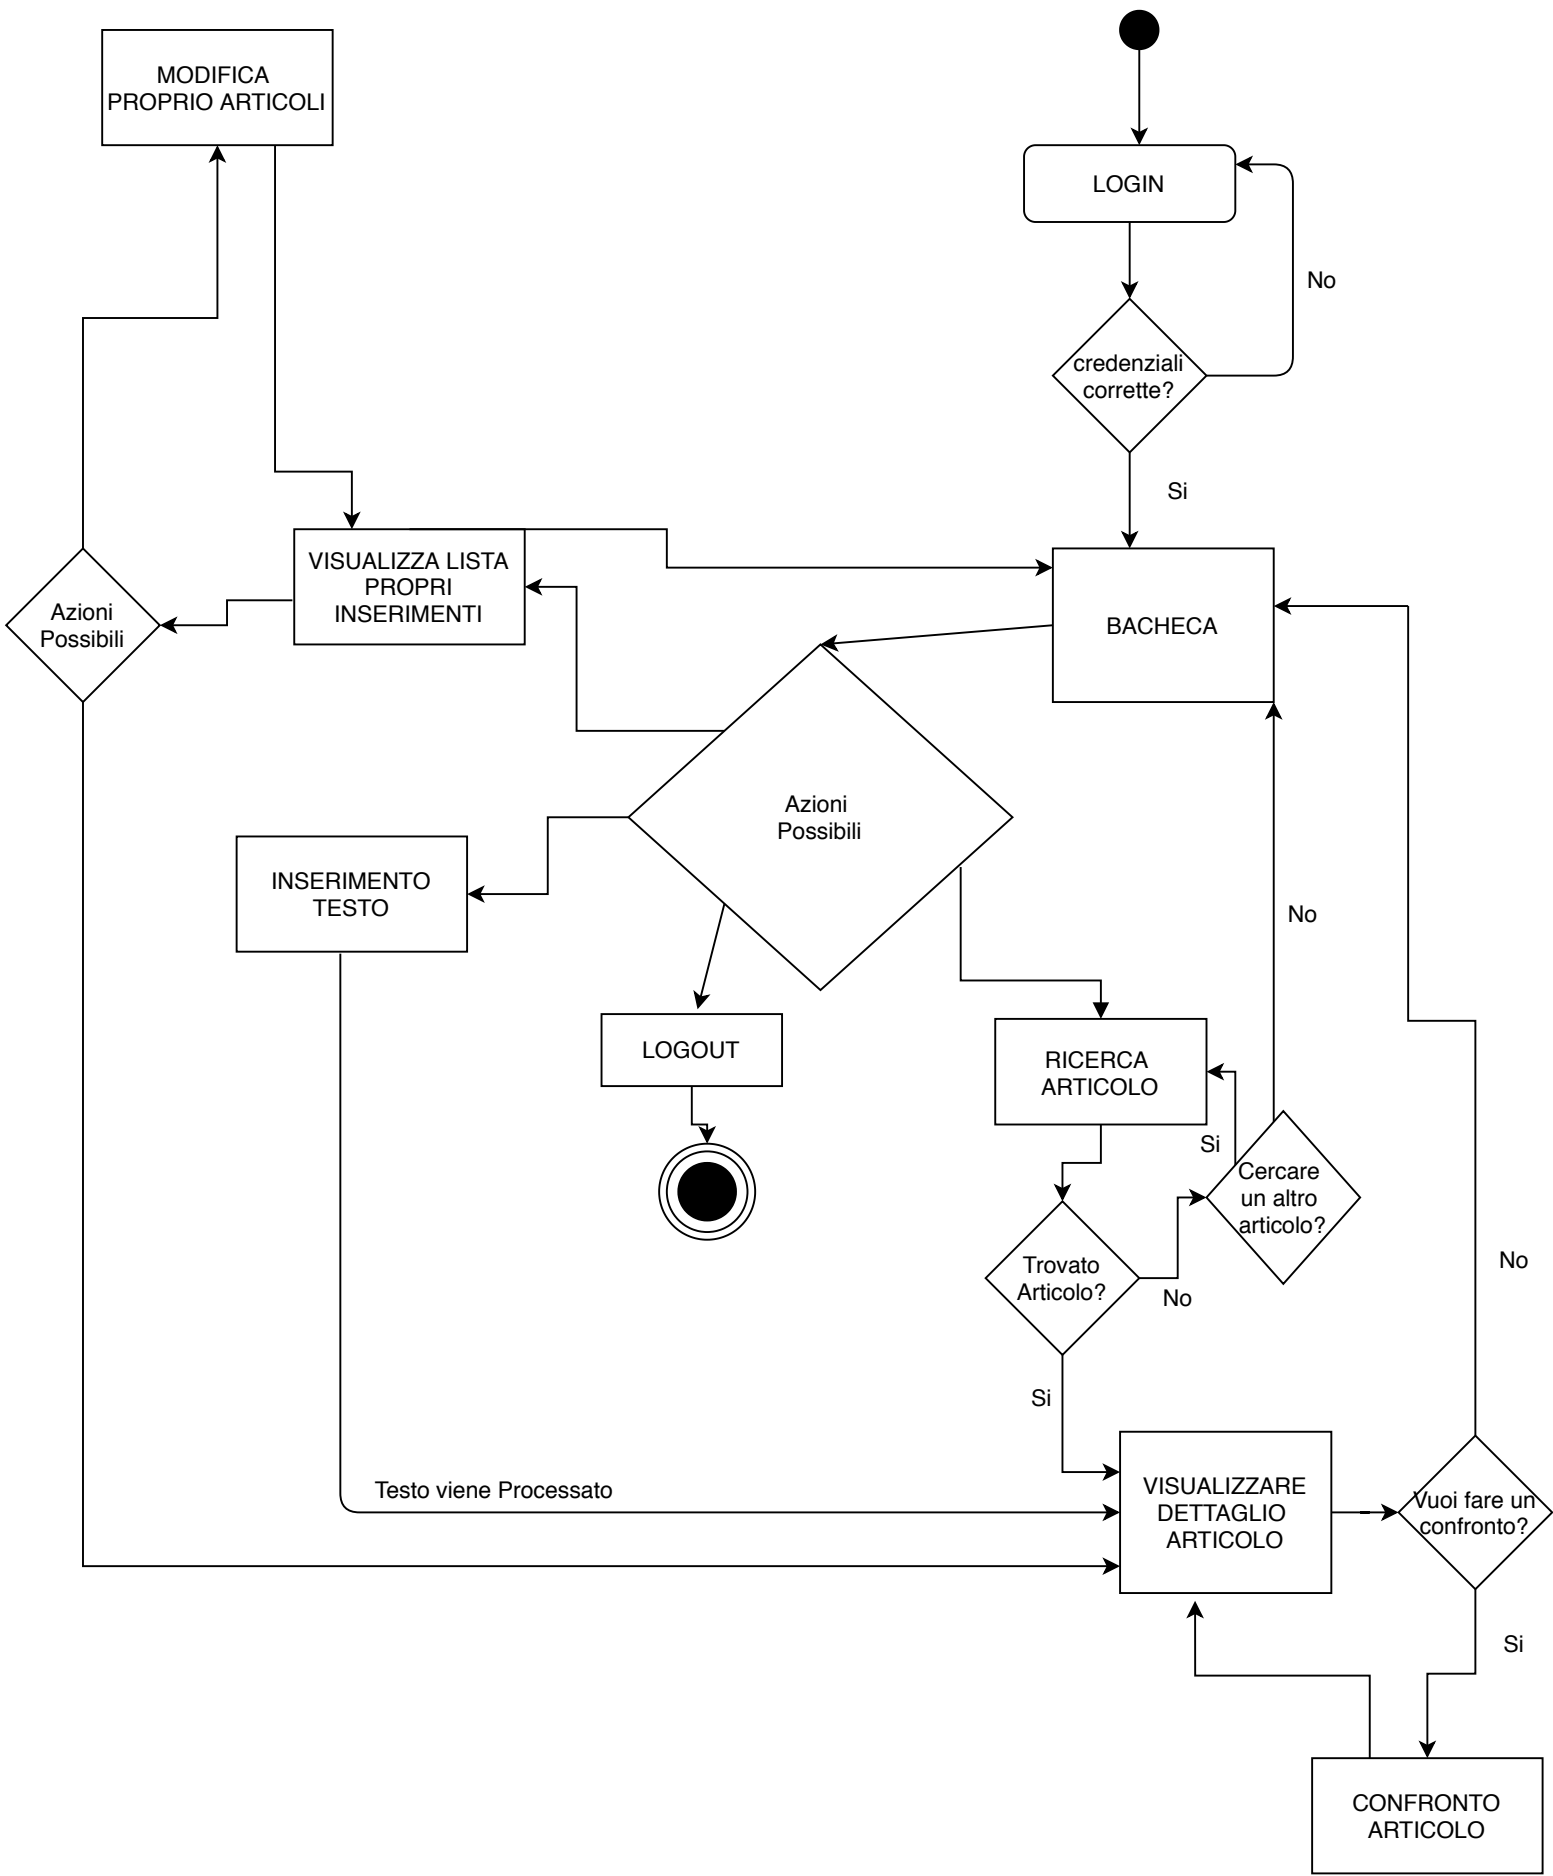 MODIFICA
PROPRIO ARTICOLI
LOGIN
No
credenziali
corrette?
Si
VISUALIZZA LISTA
PROPRI
INSERIMENTI
Azioni
Possibili
BACHECA
Azioni
Possibili
INSERIMENTO
TESTO
No
LOGOUT
RICERCA
ARTICOLO
Si
Cercare
un altro
articolo?
Trovato
Articolo?
No
No
Si
Testo viene Processato
VISUALIZZARE
DETTAGLIO
ARTICOLO
Vuoi fare un
confronto?
Si
CONFRONTO
ARTICOLO